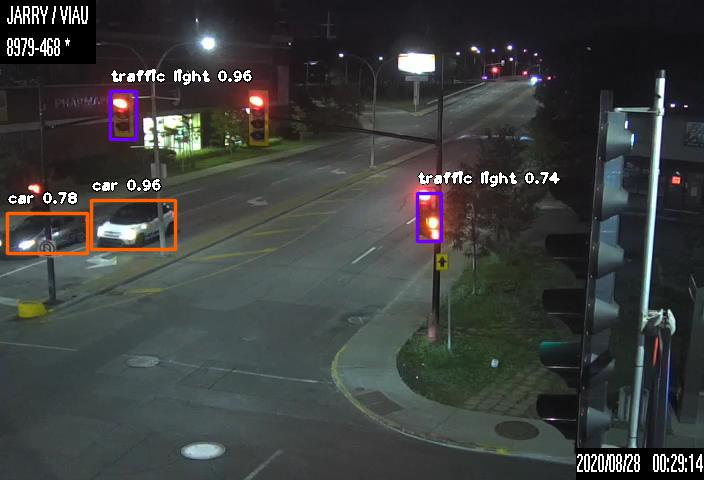 JARRY / VIAU
8979-468 *
traffic light 0.96
PHARMA
car 0.78
car 0.96
traffic light 0.74
2020/08/28 00:29:14